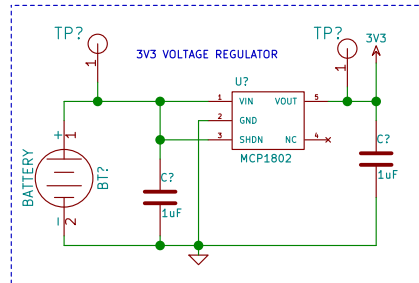 TP?
1
3V3 VOLTAGE REGULATOR
TP?
1
3V3
U?
1 VIN VOUT 5
2 GND
3 SHDN NC 4
MCP1802
+ 1
BATTERY
BT?
- 2
C?
1uF
C?
1uF